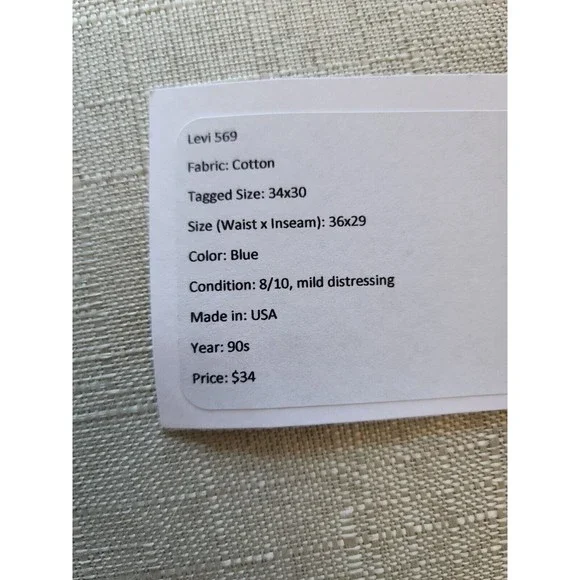 Levi 569
Fabric: Cotton
Tagged Size: 34x30
Size (Waist x Inseam): 36x29
Color: Blue
Condition: 8/10, mild distressing
Made in: USA
Year: 90s
Price: $34